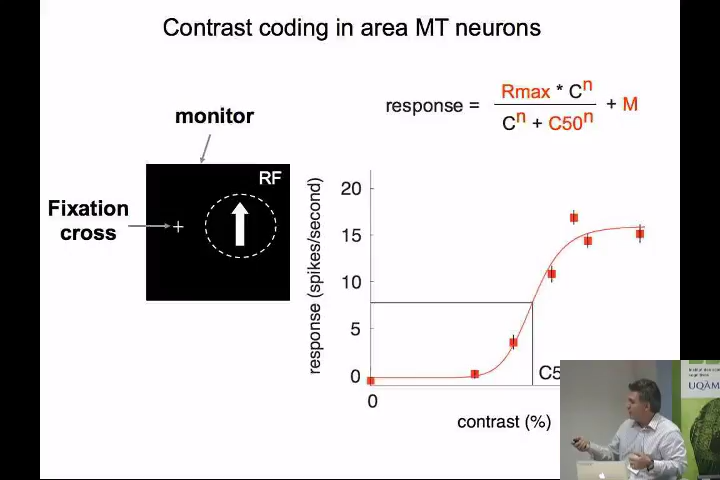 Contrast coding in area MT neurons
response = Rmax * Cⁿ / Cⁿ + C50ⁿ + M
monitor
RF
Fixation
cross
response (spikes/second)
20
15
10
5
0
0
C5
contrast (%)
UQÀM